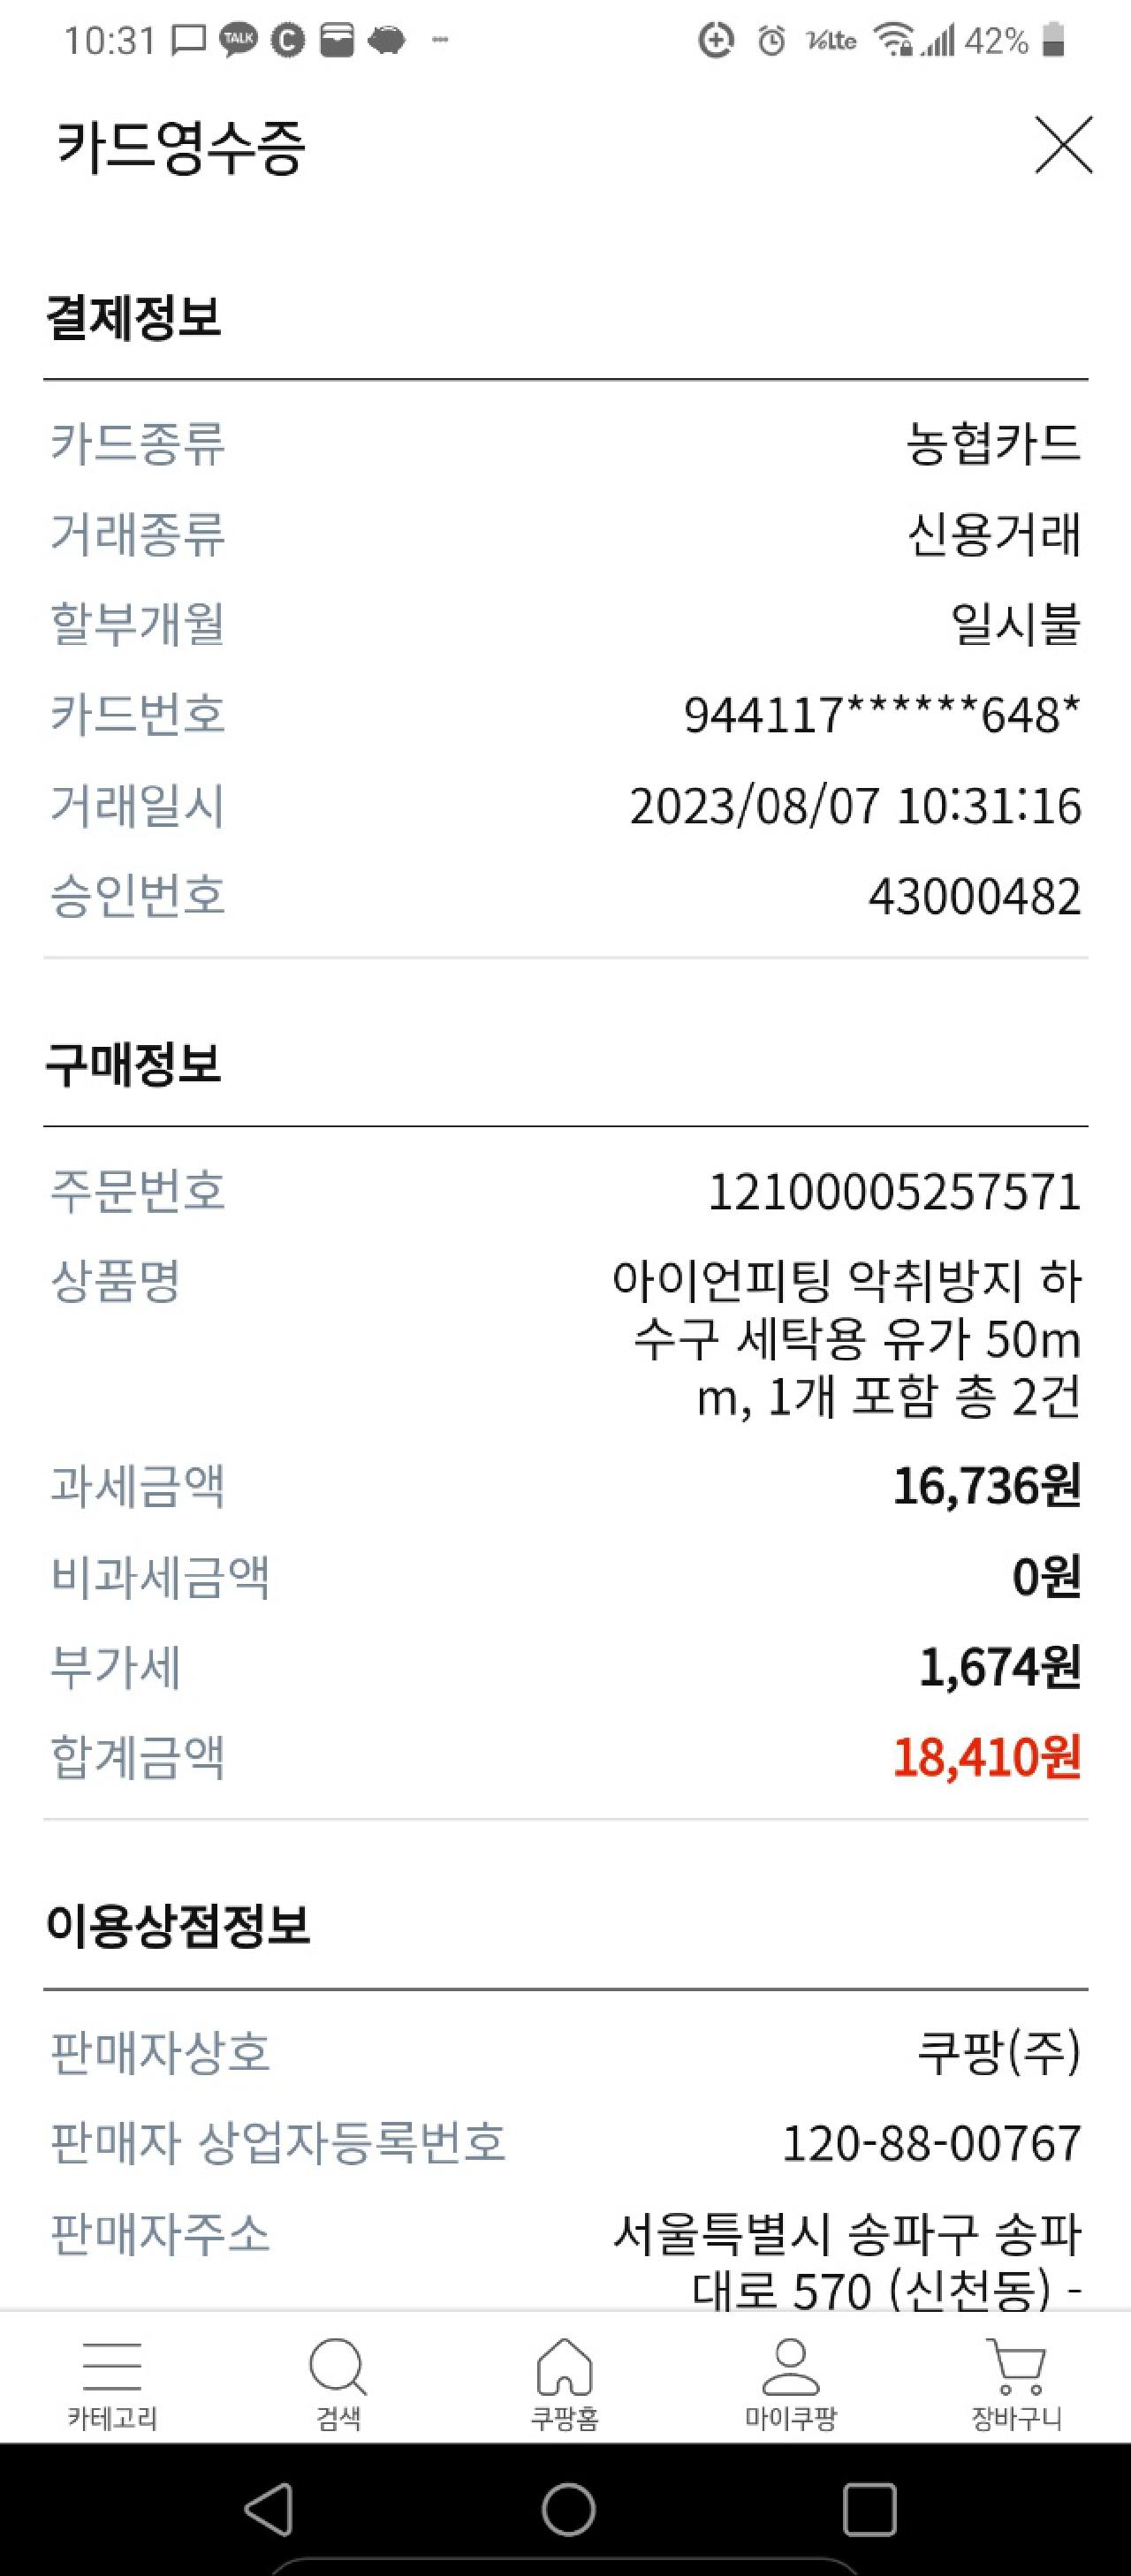 10:31 TALK C VoLTE 42%
카드영수증
결제정보
카드종류 농협카드
거래종류 신용거래
할부개월 일시불
카드번호 944117******648*
거래일시 2023/08/07 10:31:16
승인번호 43000482
구매정보
주문번호 12100005257571
상품명 아이언피팅 악취방지 하
수구 세탁용 유가 50m
m, 1개 포함 총 2건
과세금액 16,736원
비과세금액 0원
부가세 1,674원
합계금액 18,410원
이용상점정보
판매자상호 쿠팡(주)
판매자 상업자등록번호 120-88-00767
판매자주소 서울특별시 송파구 송파
대로 570 (신천동) -
카테고리 검색 쿠팡홈 마이쿠팡 장바구니